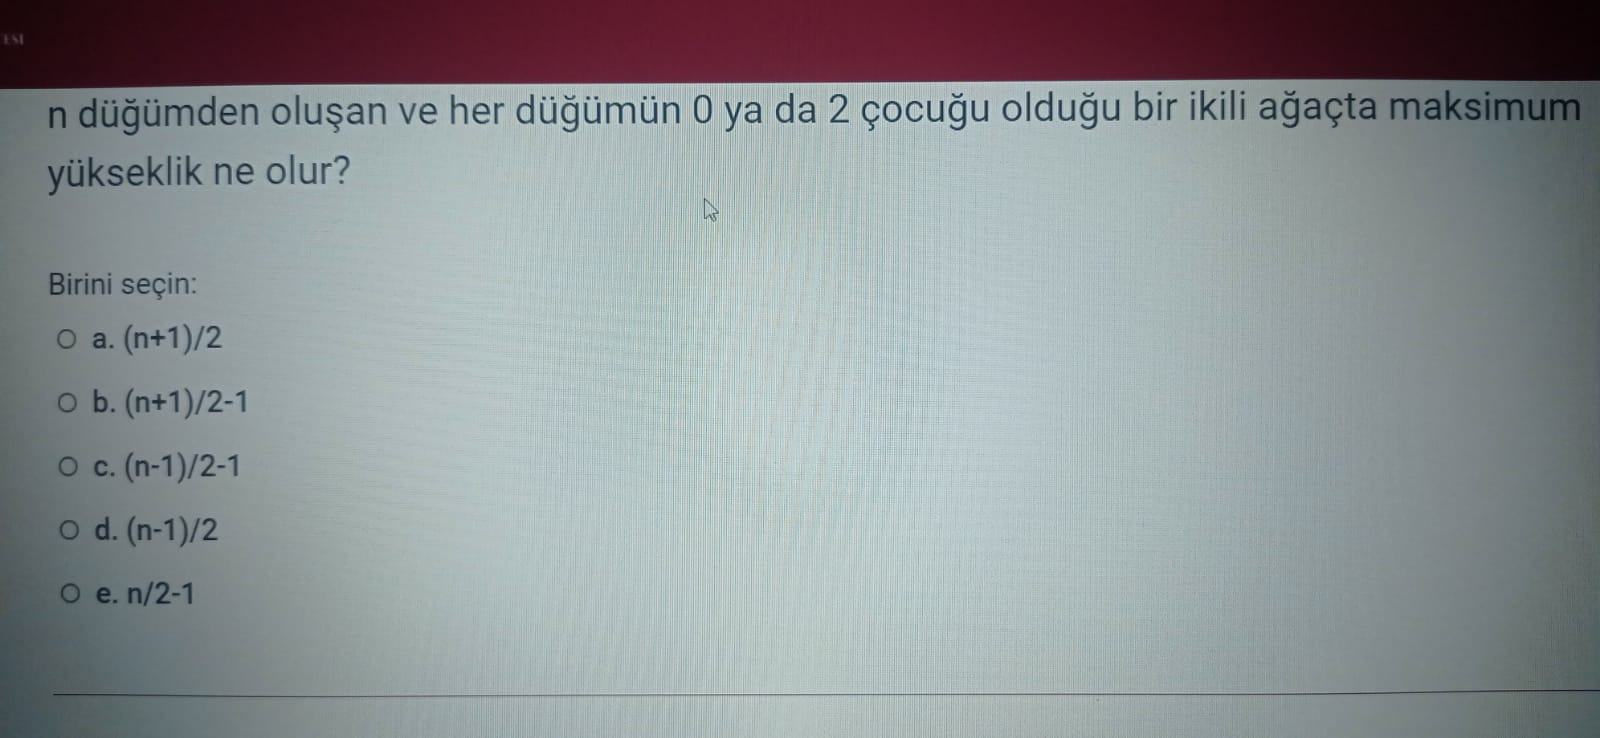 ESİ
n düğümden oluşan ve her düğümün 0 ya da 2 çocuğu olduğu bir ikili ağaçta maksimum
yükseklik ne olur?
Birini seçin:
a. (n+1)/2
b. (n+1)/2-1
c. (n-1)/2-1
d. (n-1)/2
e. n/2-1